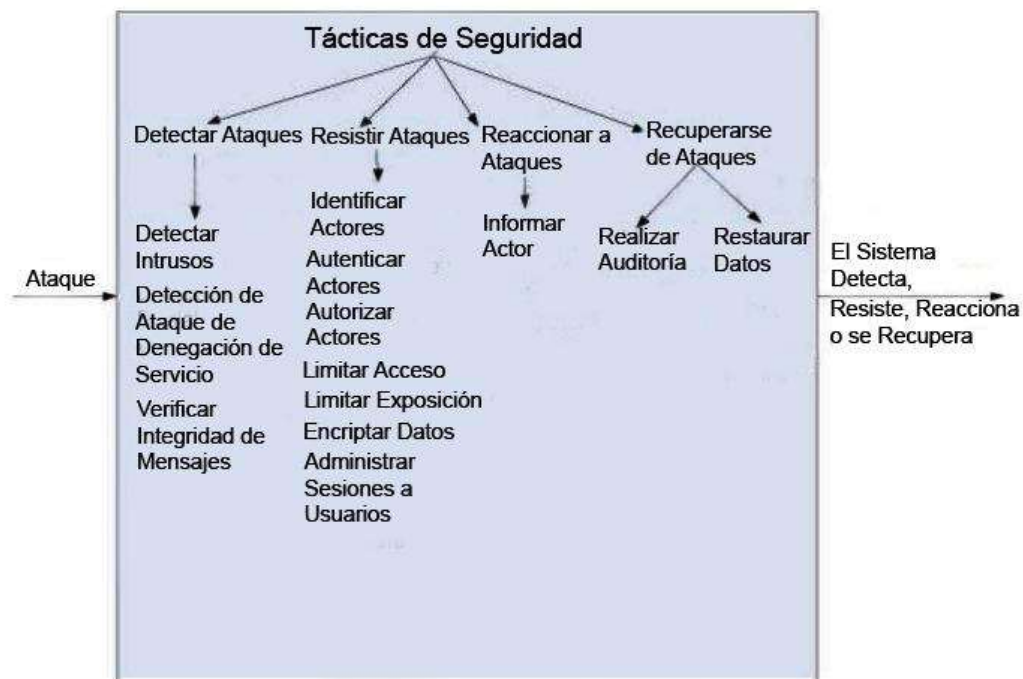 Tácticas de Seguridad
Detectar Ataques
Resistir Ataques
Reaccionar a
Ataques
Recuperarse
de Ataques
Detectar
Intrusos
Detección de
Ataque de
Denegación de
Servicio
Verificar
Integridad de
Mensajes
Identificar
Actores
Autenticar
Actores
Autorizar
Actores
Limitar Acceso
Limitar Exposición
Encriptar Datos
Administrar
Sesiones a
Usuarios
Informar
Actor
Realizar
Auditoría
Restaurar
Datos
Ataque
El Sistema
Detecta,
Resiste, Reacciona
o se Recupera